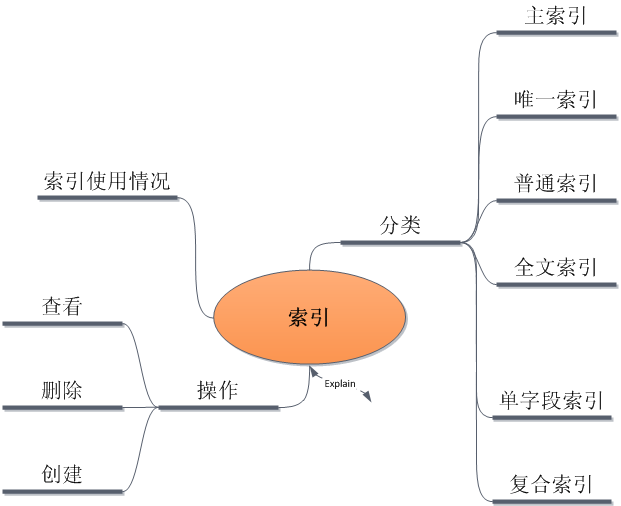 主索引
唯一索引
普通索引
全文索引
单字段索引
复合索引
分类
索引使用情况
索引
Explain
操作
查看
删除
创建